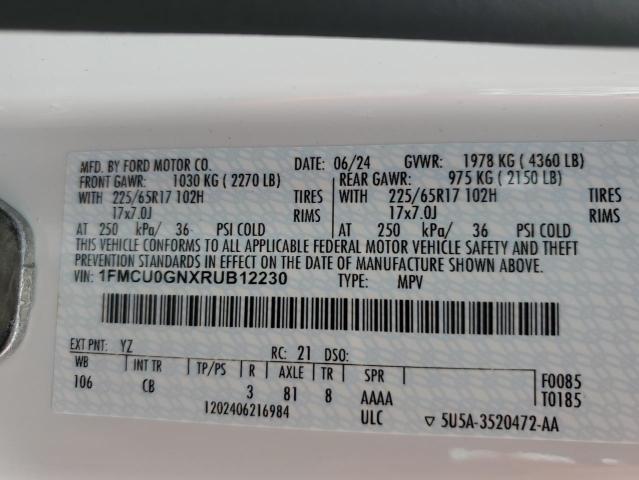 MFD. BY FORD MOTOR CO. DATE: 06/24 GVWR: 1978 KG ( 4360 LB)
FRONT GAWR: 1030 KG ( 2270 LB) REAR GAWR: 975 KG ( 2150 LB)
WITH 225/65R17 102H TIRES WITH 225/65R17 102H TIRES
17x7.0J RIMS 17x7.0J RIMS
AT 250 kPa/ 36 PSI COLD AT 250 kPa/ 36 PSI COLD
THIS VEHICLE CONFORMS TO ALL APPLICABLE FEDERAL MOTOR VEHICLE SAFETY AND THEFT
PREVENTION STANDARDS IN EFFECT ON THE DATE OF MANUFACTURE SHOWN ABOVE.
VIN: 1FMCU0GNXRUB12230 TYPE: MPV
EXT PNT: YZ RC: 21 DSO:
WB INT TR TP/PS R AXLE TR SPR F0085
106 CB 3 81 8 AAAA T0185
1202406216984 ULC ▽ 5U5A-3520472-AA